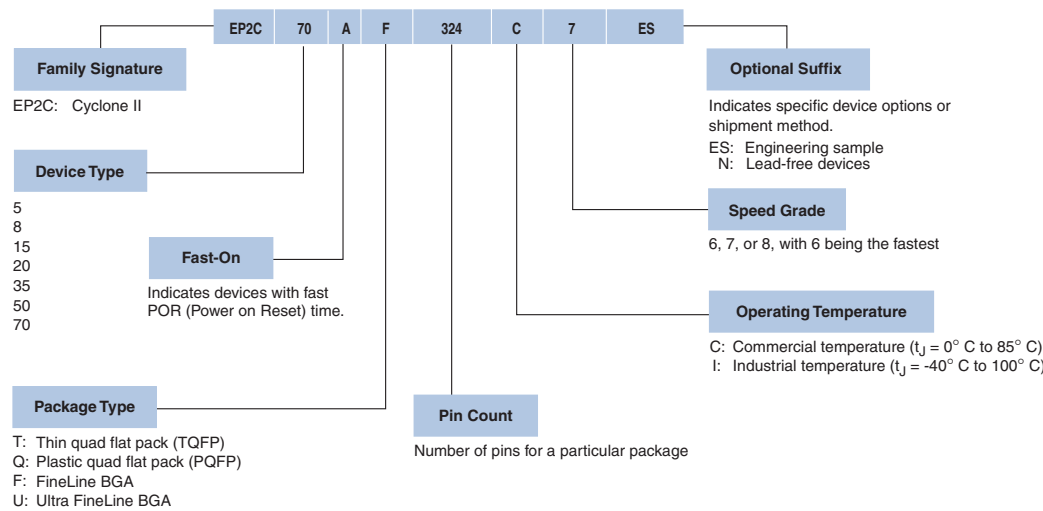 EP2C 70 A F 324 C 7 ES
Family Signature
EP2C: Cyclone II
Device Type
5
8
15
20
35
50
70
Fast-On
Indicates devices with fast
POR (Power on Reset) time.
Package Type
T: Thin quad flat pack (TQFP)
Q: Plastic quad flat pack (PQFP)
F: FineLine BGA
U: Ultra FineLine BGA
Pin Count
Number of pins for a particular package
Optional Suffix
Indicates specific device options or
shipment method.
ES: Engineering sample
N: Lead-free devices
Speed Grade
6, 7, or 8, with 6 being the fastest
Operating Temperature
C: Commercial temperature (tJ = 0° C to 85° C)
I: Industrial temperature (tJ = -40° C to 100° C)